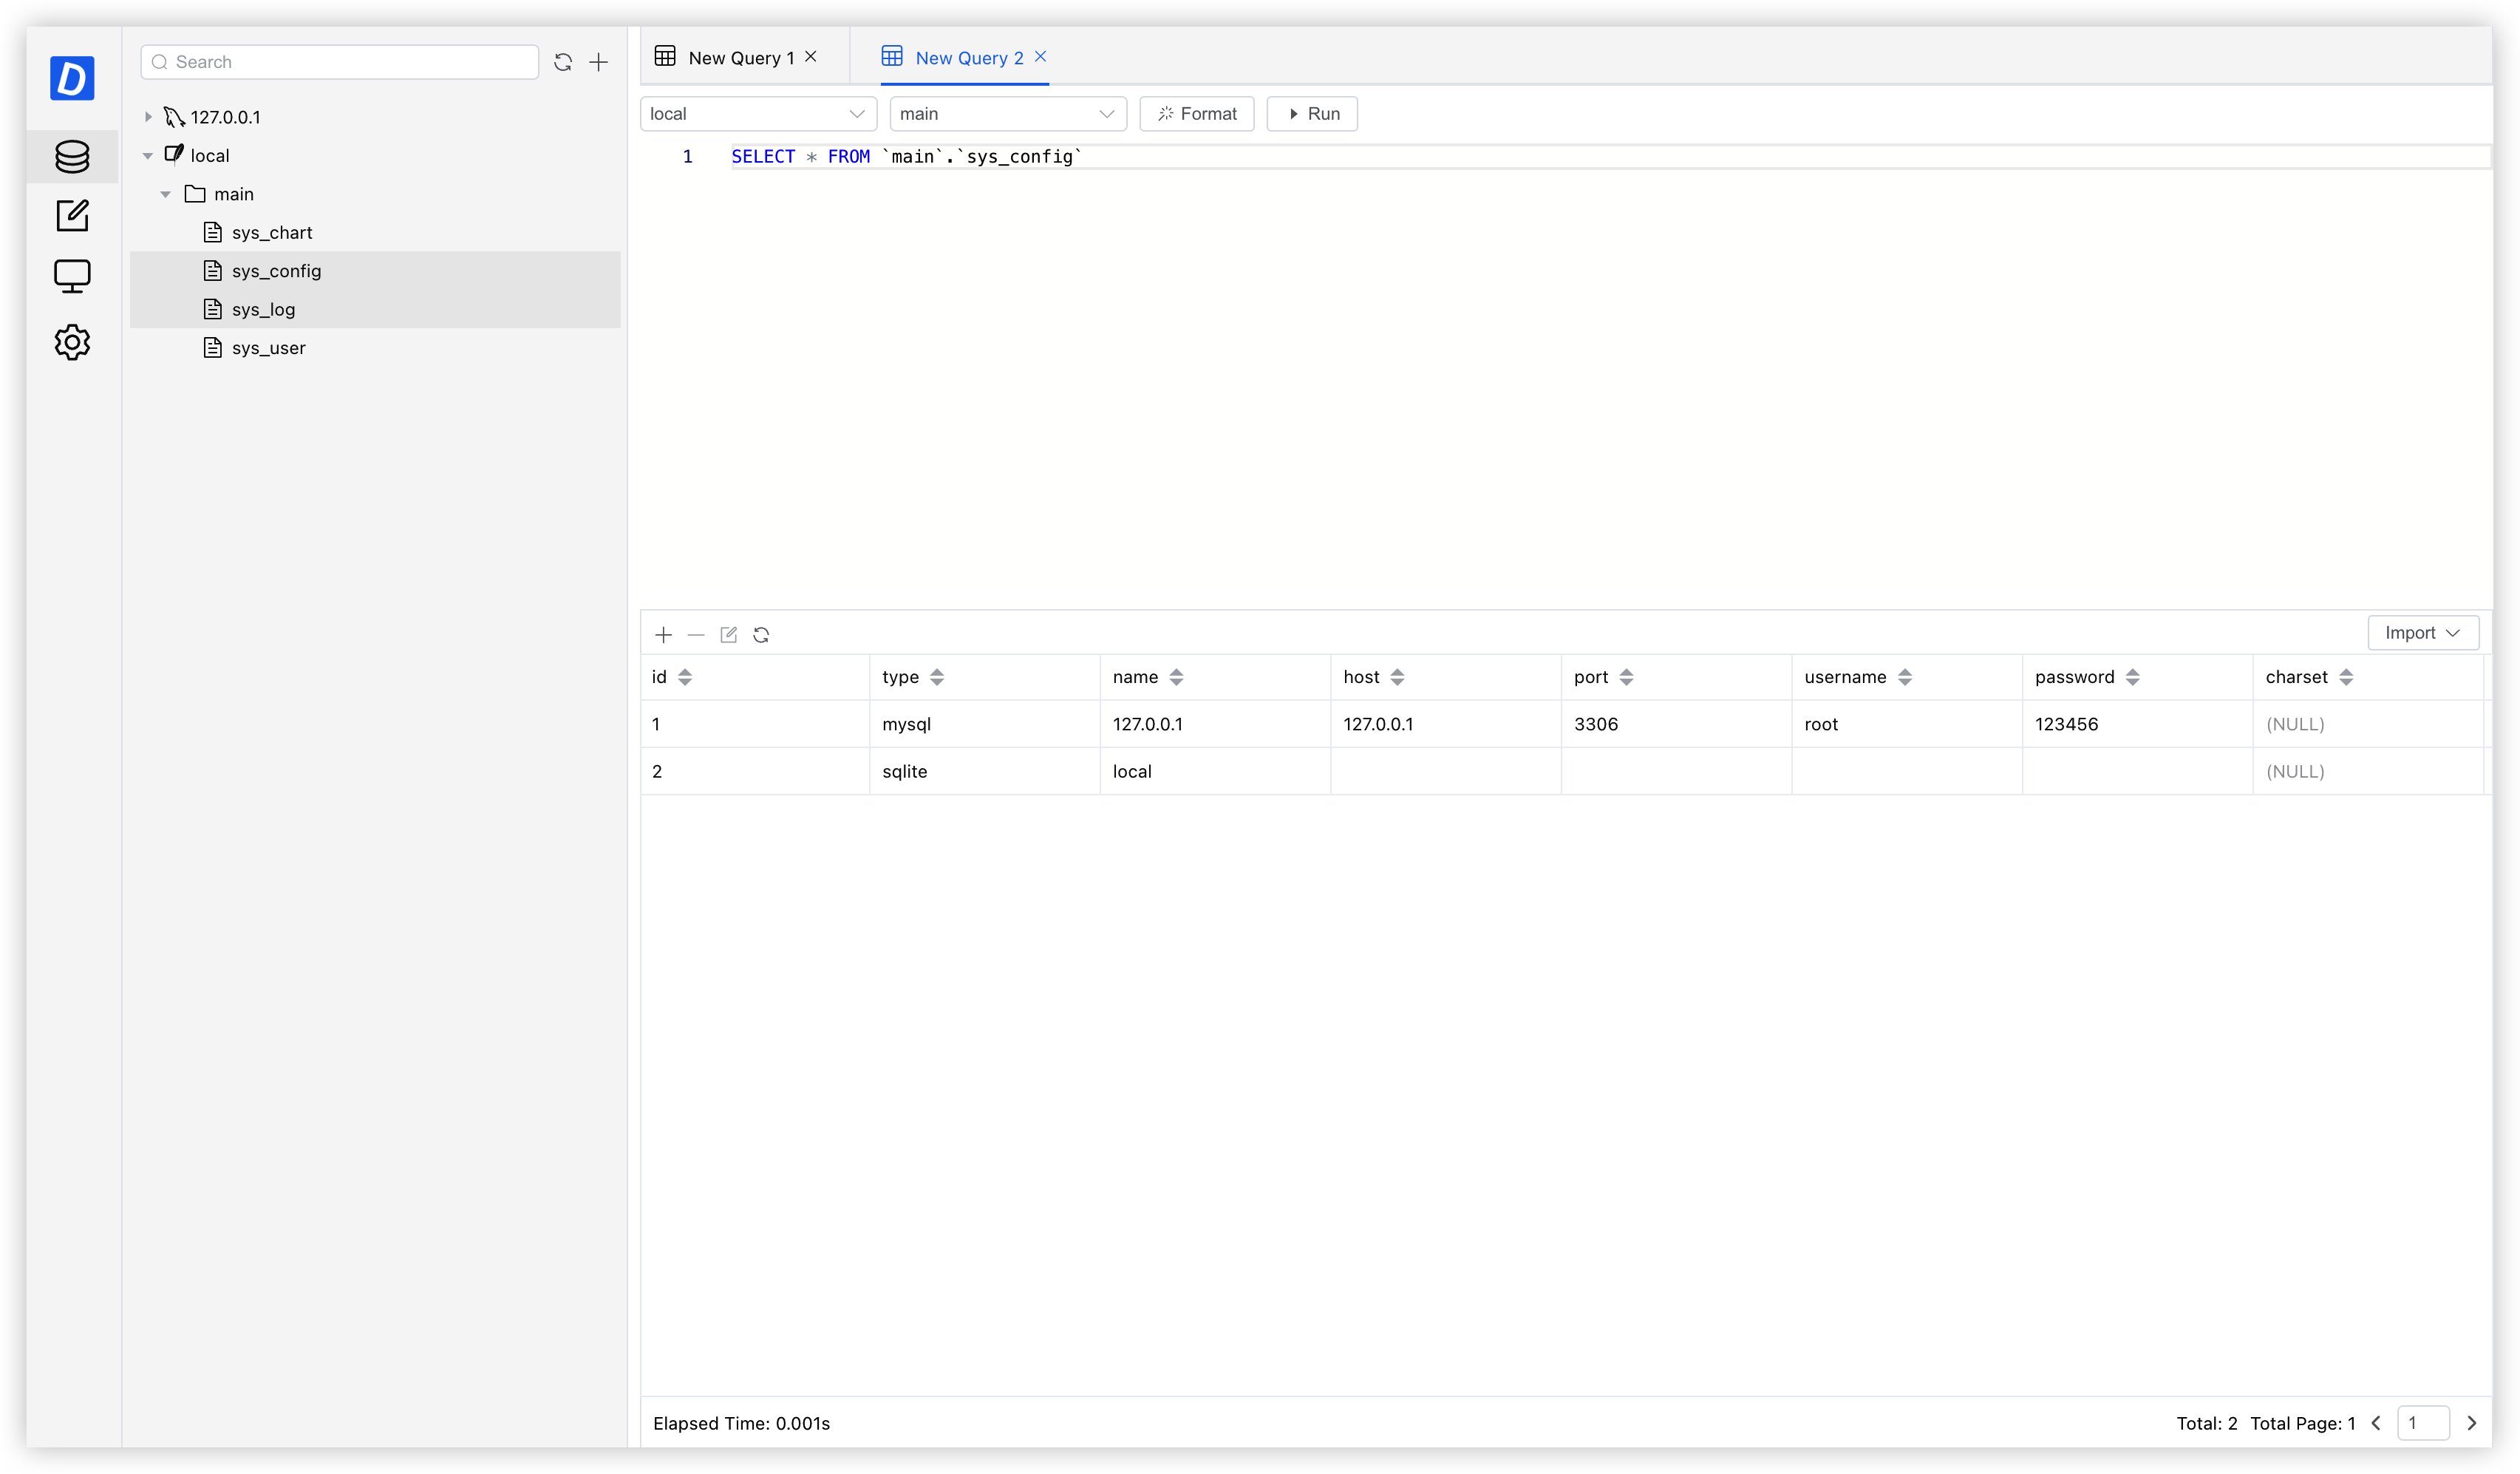 D
Search
127.0.0.1
local
main
sys_chart
sys_config
sys_log
sys_user
New Query 1
New Query 2
local
main
Format
Run
1 SELECT * FROM `main`.`sys_config`
Import
id type name host port username password charset
1 mysql 127.0.0.1 127.0.0.1 3306 root 123456 (NULL)
2 sqlite local (NULL)
Elapsed Time: 0.001s
Total: 2 Total Page: 1 1